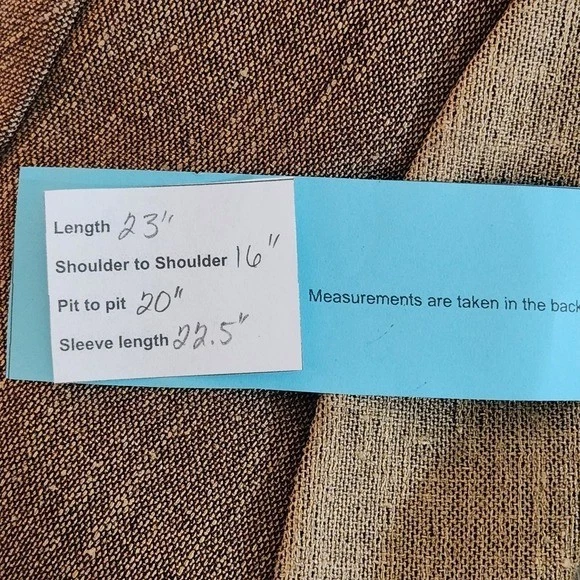 Length 23"
Shoulder to Shoulder 16"
Pit to pit 20"
Sleeve length 22.5"
Measurements are taken in the back